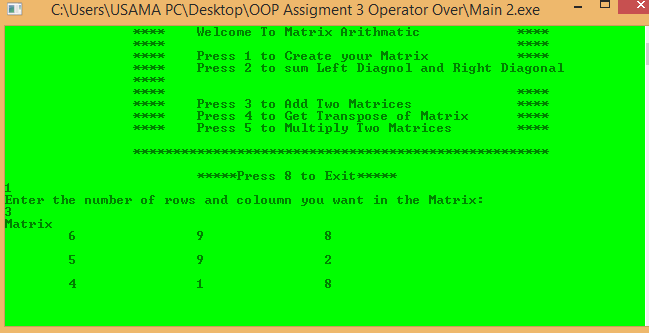 C:\Users\USAMA PC\Desktop\OOP Assigment 3 Operator Over\Main 2.exe
**** Welcome To Matrix Arithmatic ****
**** ****
**** Press 1 to Create your Matrix ****
**** Press 2 to sum Left Diagnol and Right Diagonal
****
**** ****
**** Press 3 to Add Two Matrices ****
**** Press 4 to Get Transpose of Matrix ****
**** Press 5 to Multiply Two Matrices ****
****************************************************
*****Press 8 to Exit*****
1
Enter the number of rows and coloumn you want in the Matrix:
3
Matrix
6 9 8
5 9 2
4 1 8